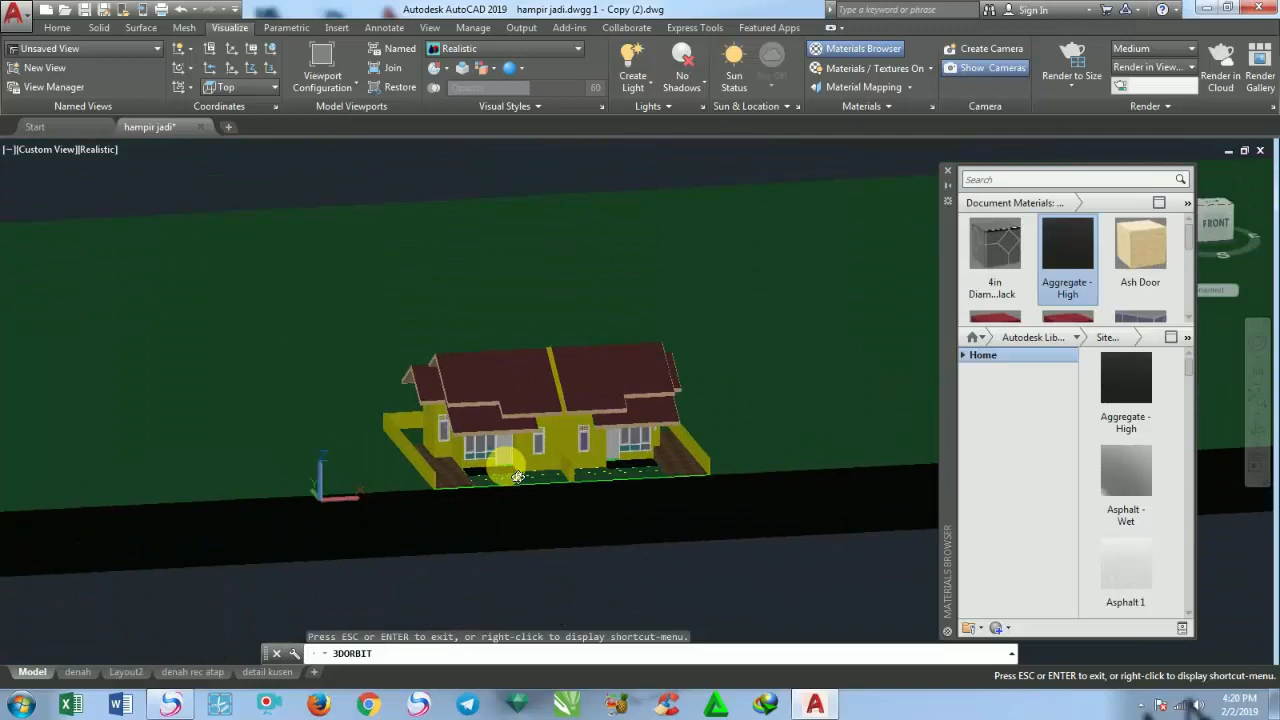 Autodesk AutoCAD 2019 hampir jadi.dwgg 1 - Copy (2).dwg
Type a keyword or phrase
Sign In
Home Solid Surface Mesh Visualize Parametric Insert Annotate View Manage Output Add-ins Collaborate Express Tools Featured Apps
Unsaved View
New View
View Manager
Named Views
Top
Coordinates
Viewport
Configuration
Named
Join
Restore
Model Viewports
Realistic
Opacity 60
Visual Styles
Create
Light
No
Shadows
Lights
Sun
Status
Sky Off
Sun & Location
Materials Browser
Materials / Textures On
Material Mapping
Materials
Create Camera
Show Cameras
Camera
Render to Size
Medium
Render in View...
Render
Render in
Cloud
Render
Gallery
Start
hampir jadi*
[−][Custom View][Realistic]
Search
Document Materials: ...
4in
Diam...lack
Aggregate -
High
Ash Door
Autodesk Lib...
Site...
Home
Aggregate -
High
Asphalt -
Wet
Asphalt 1
MATERIALS BROWSER
FRONT
Press ESC or ENTER to exit, or right-click to display shortcut-menu.
3DORBIT
Model denah Layout2 denah rec atap detail kusen
Press ESC or ENTER to exit, or right-click to display shortcut-menu.
4:20 PM
2/2/2019